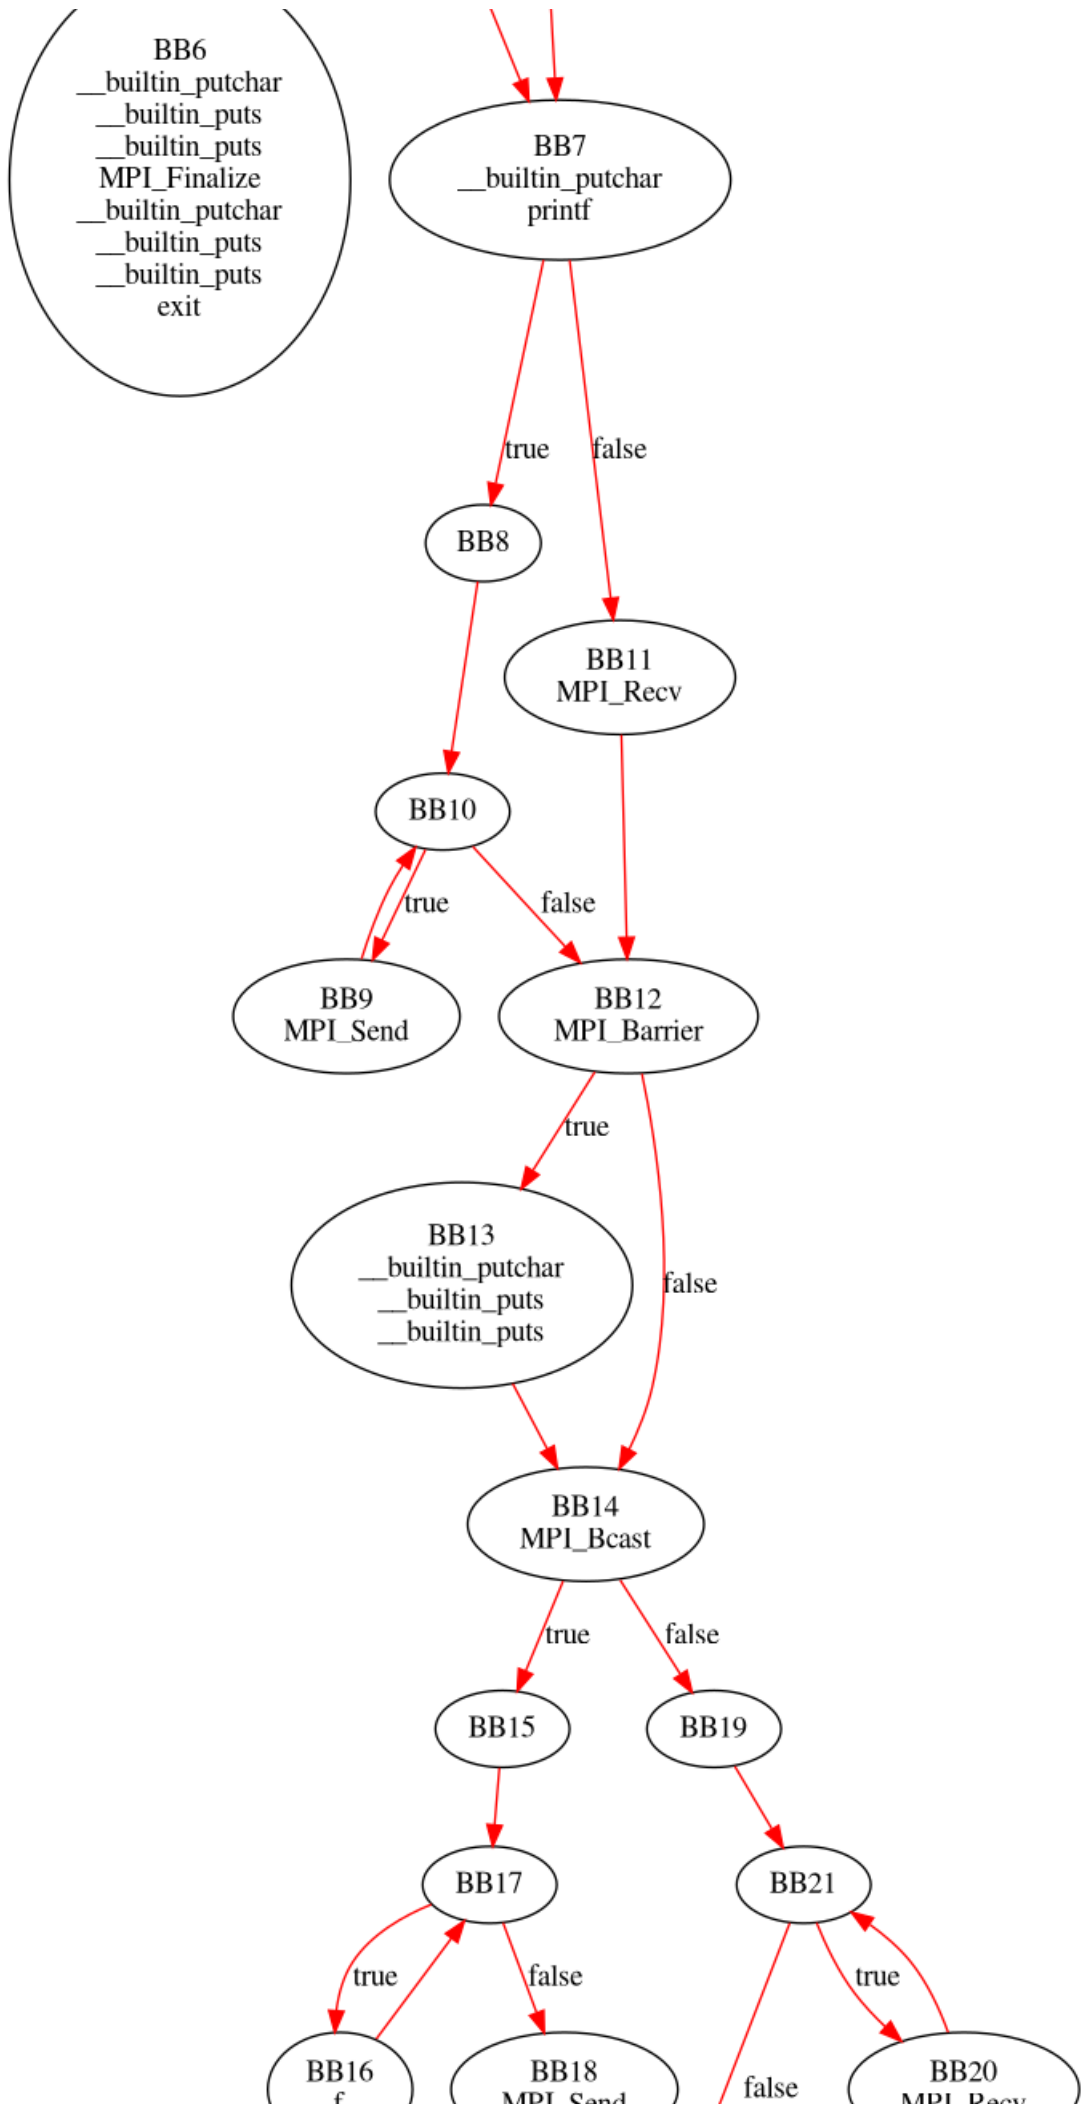 BB6
__builtin_putchar
__builtin_puts
__builtin_puts
MPI_Finalize
__builtin_putchar
__builtin_puts
__builtin_puts
exit
BB7
__builtin_putchar
printf
true
false
BB8
BB11
MPI_Recv
BB10
true
false
BB9
MPI_Send
BB12
MPI_Barrier
true
BB13
__builtin_putchar
__builtin_puts
__builtin_puts
false
BB14
MPI_Bcast
true
false
BB15
BB19
BB17
BB21
true
false
true
BB16
f
BB18
MPI_Send
false
BB20
MPI_Recv